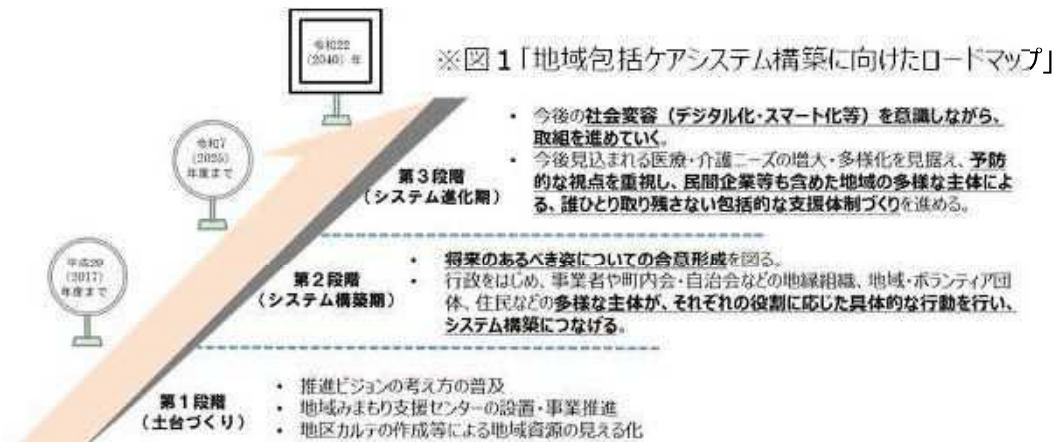 令和22
(2040) 年
※図1「地域包括ケアシステム構築に向けたロードマップ」
• 今後の社会変容（デジタル化・スマート化等）を意識しながら、
取組を進めていく。
• 今後見込まれる医療・介護ニーズの増大・多様化を見据え、予防
的な視点を重視し、民間企業等も含めた地域の多様な主体によ
る、誰ひとり取り残さない包括的な支援体制づくりを進める。
令和7
(2025)
年度まで
第3段階
（システム進化期）
• 将来のあるべき姿についての合意形成を図る。
• 行政をはじめ、事業者や町内会・自治会などの地縁組織、地域・ボランティア団
体、住民などの多様な主体が、それぞれの役割に応じた具体的な行動を行い、
システム構築につなげる。
平成29
(2017)
年度まで
第2段階
（システム構築期）
• 推進ビジョンの考え方の普及
• 地域みまもり支援センターの設置・事業推進
• 地区カルテの作成等による地域資源の見える化
第1段階
（土台づくり）